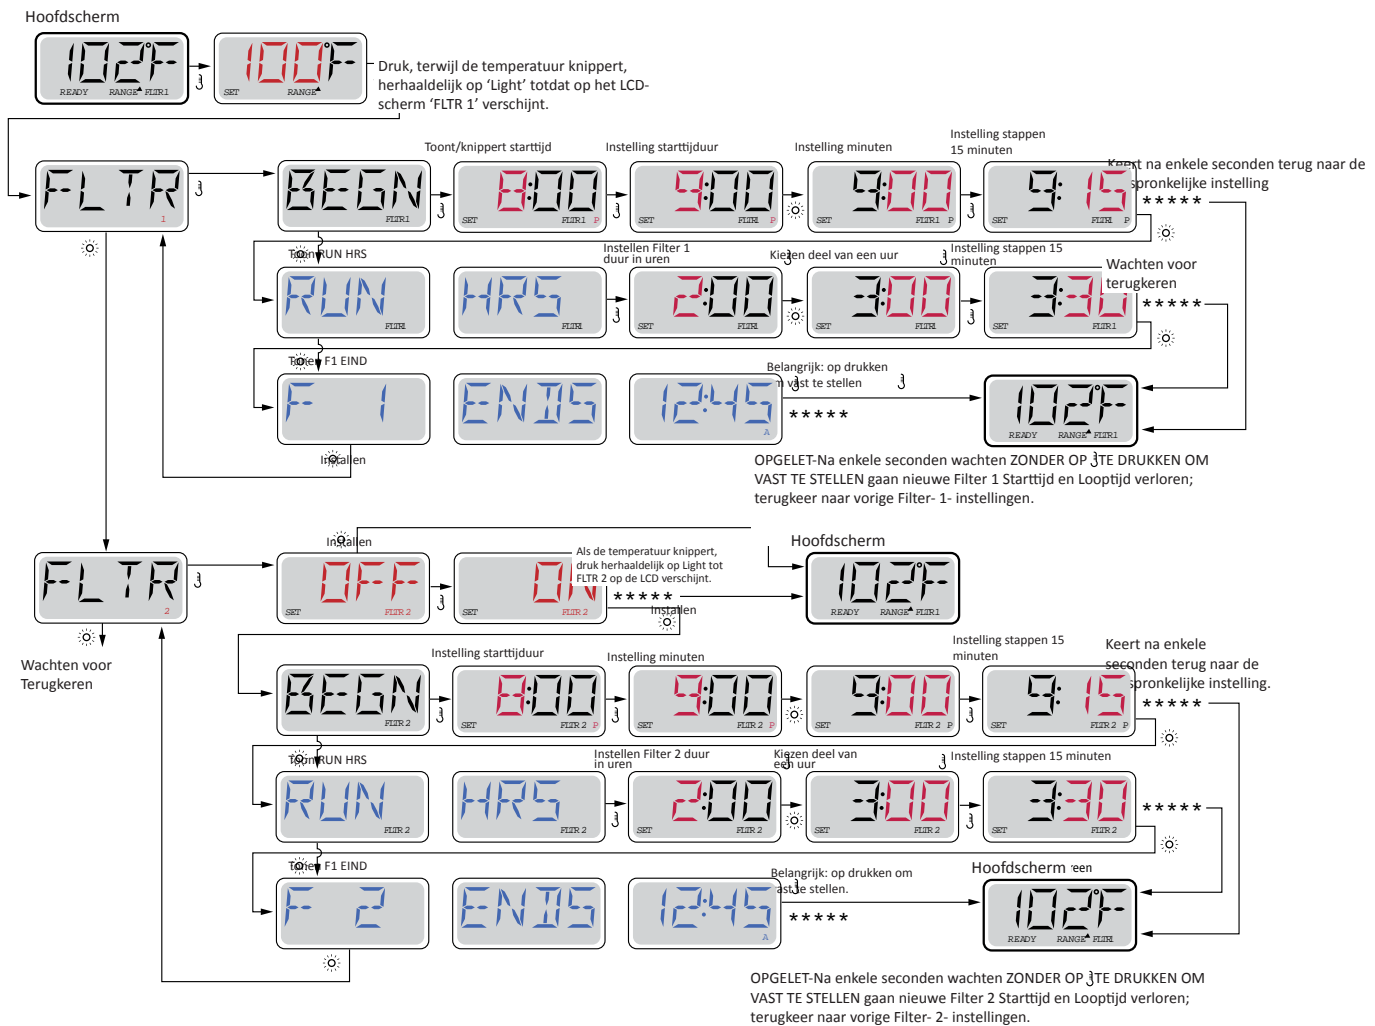 Hoofdscherm
102°F
READY RANGE FLTR1
100°F
SET RANGE
Druk, terwijl de temperatuur knippert,
herhaaldelijk op ‘Light’ totdat op het LCD-
scherm ‘FLTR 1’ verschijnt.
Toont/knippert starttijd
Instelling starttijduur
Instelling minuten
Instelling stappen
15 minuten
FLTR
1
BEGN
FLTR1
8:00
SET FLTR1 P
9:00
SET FLTR1 P
9:00
SET FLTR1 P
9:15
SET FLTR1 P
Keert na enkele seconden terug naar de
spronkelijke instelling
*****
Toon RUN HRS
Instellen Filter 1
duur in uren
Kiezen deel van een uur
Instelling stappen 15
minuten
RUN
FLTR1
HRS
FLTR1
2:00
SET FLTR1
3:00
SET FLTR1
3:30
SET FLTR1
Wachten voor
terugkeren
*****
Tonen F1 EIND
F 1
ENDS
12:45
A
Belangrijk: op drukken
m vast te stellen
*****
102°F
READY RANGE FLTR1
Installen
OPGELET-Na enkele seconden wachten ZONDER OP TE DRUKKEN OM
VAST TE STELLEN gaan nieuwe Filter 1 Starttijd en Looptijd verloren;
terugkeer naar vorige Filter- 1- instellingen.
Installen
FLTR
2
OFF
SET FLTR 2
ON
SET FLTR 2
Als de temperatuur knippert,
druk herhaaldelijk op Light tot
FLTR 2 op de LCD verschijnt.
*****
Installen
Hoofdscherm
102°F
READY RANGE FLTR1
Wachten voor
Terugkeren
Instelling starttijduur
Instelling minuten
Instelling stappen 15
minuten
BEGN
FLTR 2
8:00
SET FLTR 2 P
9:00
SET FLTR 2 P
9:00
SET FLTR 2 P
9:15
SET FLTR 2 P
Keert na enkele
seconden terug naar de
spronkelijke instelling.
*****
Toon RUN HRS
Instellen Filter 2 duur
in uren
Kiezen deel van
een uur
Instelling stappen 15 minuten
RUN
FLTR 2
HRS
FLTR 2
2:00
SET FLTR 2
3:00
SET FLTR 2
3:30
SET FLTR 2
*****
Tonen F1 EIND
F 2
ENDS
12:45
A
Belangrijk: op drukken om
vast te stellen.
*****
Hoofdscherm
102°F
READY RANGE FLTR1
OPGELET-Na enkele seconden wachten ZONDER OP TE DRUKKEN OM
VAST TE STELLEN gaan nieuwe Filter 2 Starttijd en Looptijd verloren;
terugkeer naar vorige Filter- 2- instellingen.